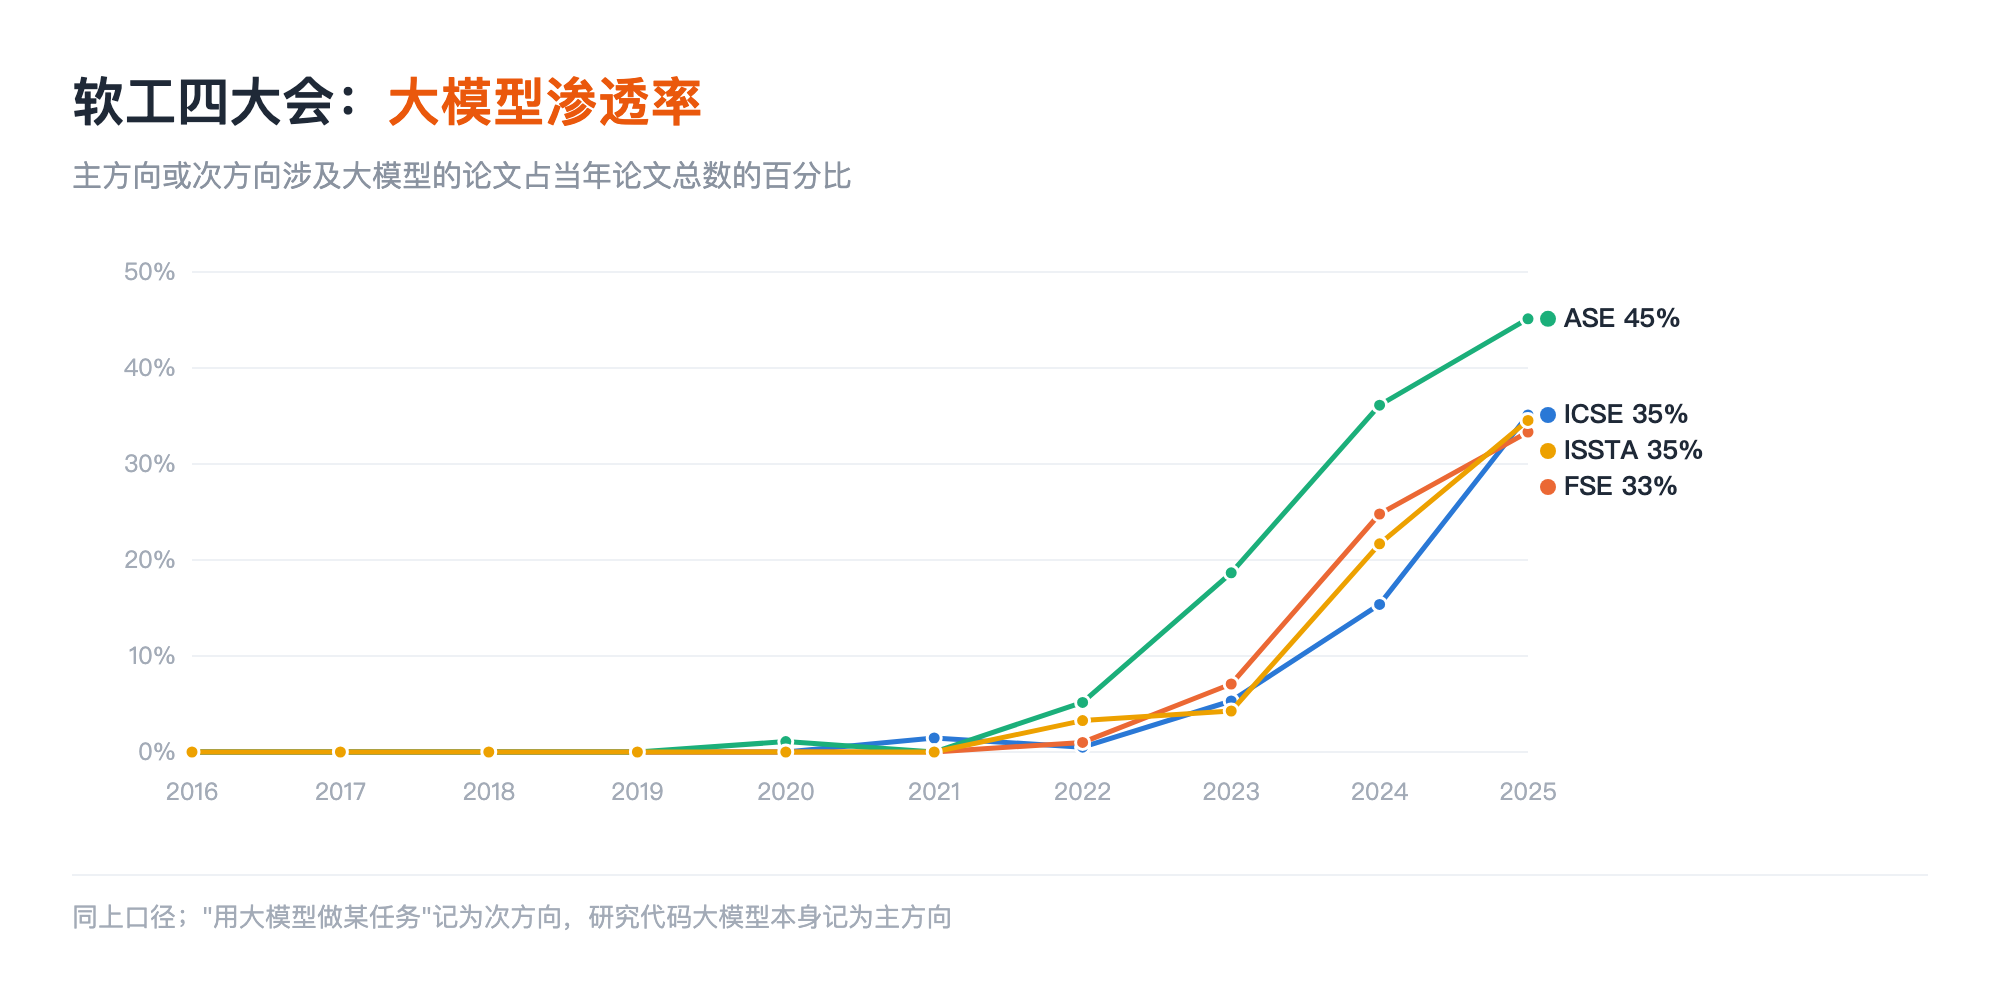 软工四大会：大模型渗透率
主方向或次方向涉及大模型的论文占当年论文总数的百分比
50%
40%
30%
20%
10%
0%
ASE 45%
ICSE 35%
ISSTA 35%
FSE 33%
2016 2017 2018 2019 2020 2021 2022 2023 2024 2025
同上口径；"用大模型做某任务"记为次方向，研究代码大模型本身记为主方向